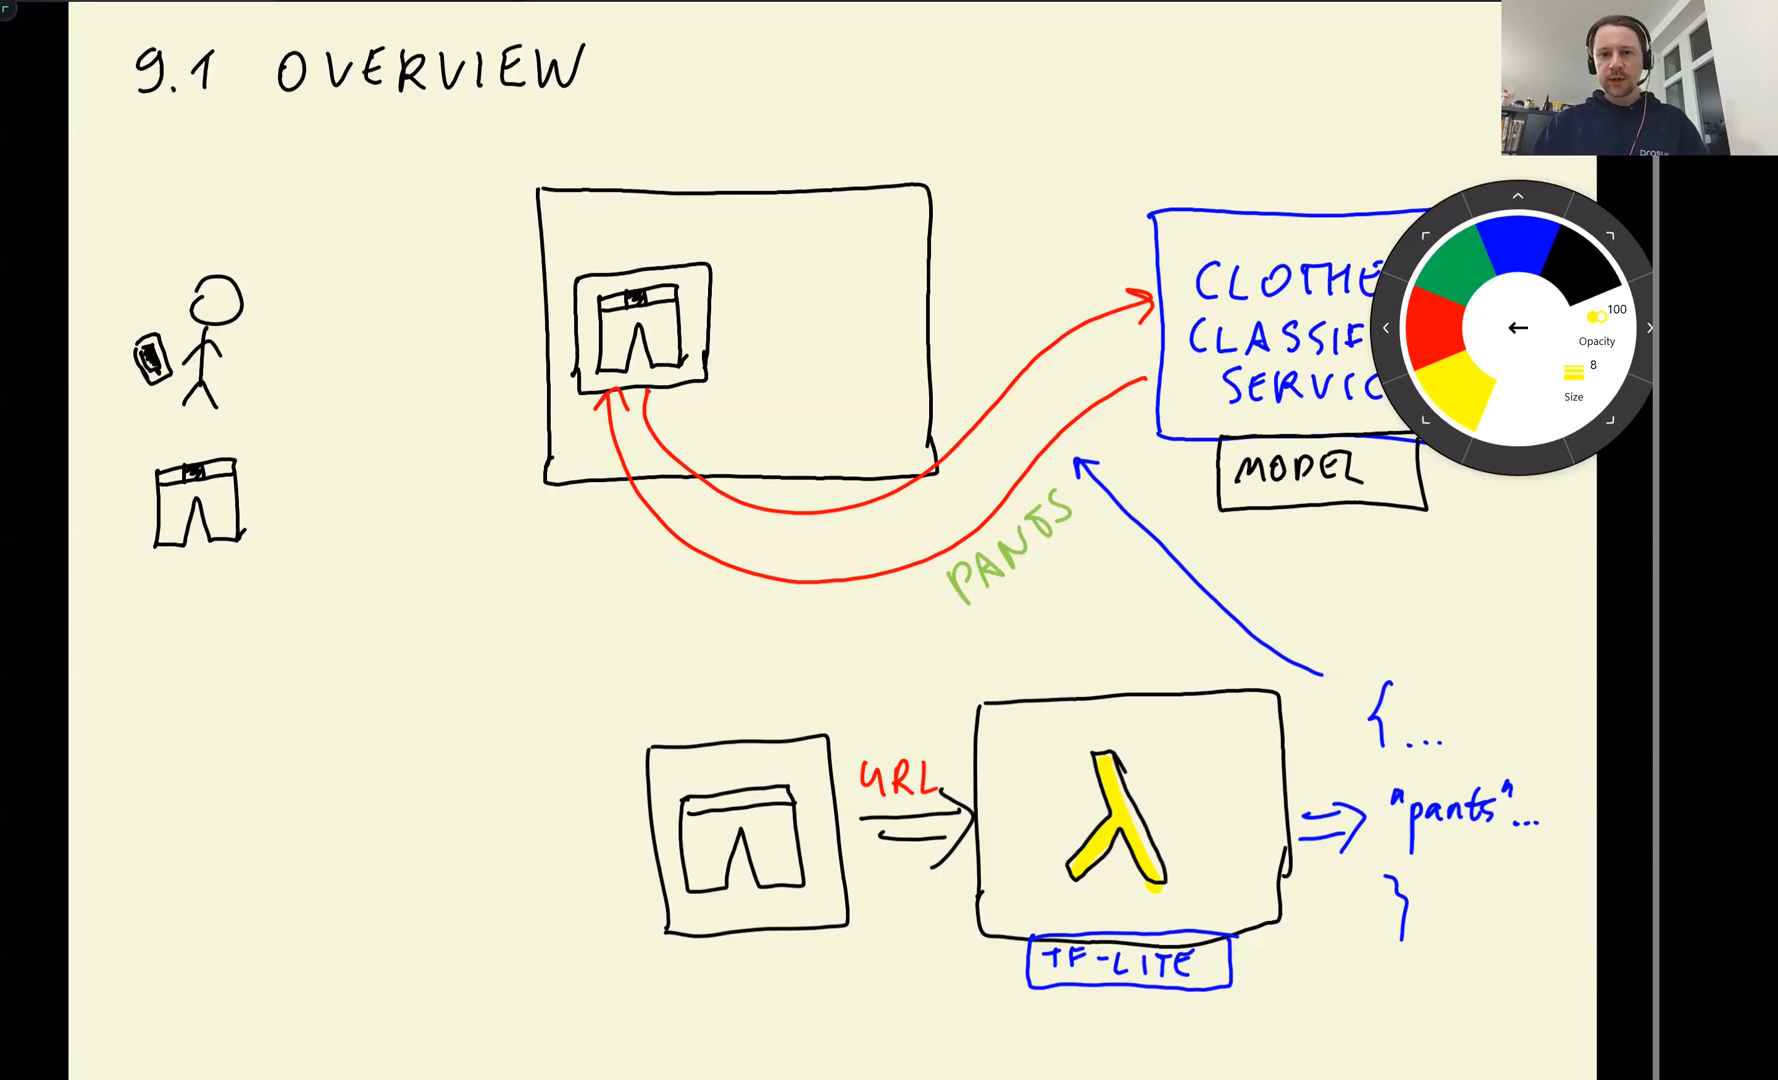 9.1 OVERVIEW
CLOTHE
CLASSIF
SERVIC
100
Opacity
8
Size
MODEL
PANTS
{...
URL
"pants"...
}
TF-LITE